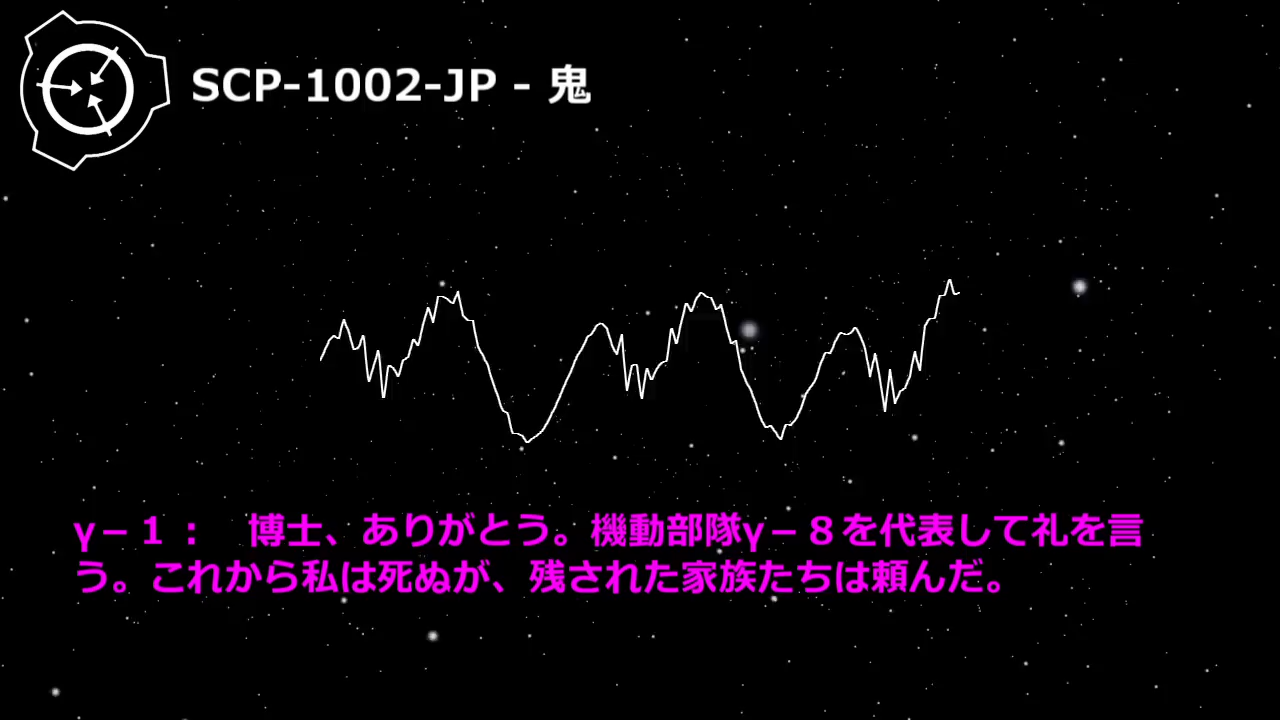 SCP-1002-JP - 鬼
γ－１：　博士、ありがとう。機動部隊γ－８を代表して礼を言
う。これから私は死ぬが、残された家族たちは頼んだ。